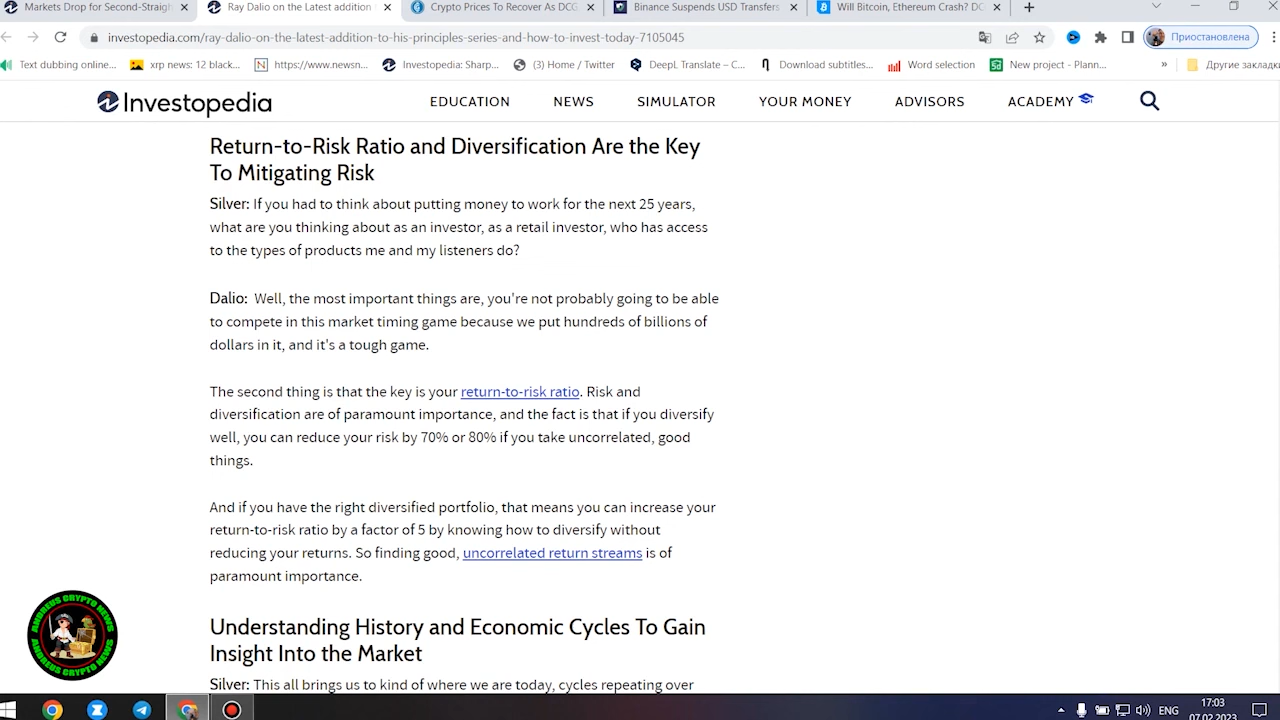 Markets Drop for Second-Straigh
Ray Dalio on the Latest addition
Crypto Prices To Recover As DCG
Binance Suspends USD Transfers
Will Bitcoin, Ethereum Crash? DC
investopedia.com/ray-dalio-on-the-latest-addition-to-his-principles-series-and-how-to-invest-today-7105045
Приостановлена
Text dubbing online...
xrp news: 12 black...
https://www.newsn...
Investopedia: Sharp...
(3) Home / Twitter
DeepL Translate – C...
Download subtitles...
Word selection
New project - Plann...
»
Другие закладки
Investopedia
EDUCATION
NEWS
SIMULATOR
YOUR MONEY
ADVISORS
ACADEMY
Return-to-Risk Ratio and Diversification Are the Key
To Mitigating Risk
Silver: If you had to think about putting money to work for the next 25 years,
what are you thinking about as an investor, as a retail investor, who has access
to the types of products me and my listeners do?
Dalio: Well, the most important things are, you're not probably going to be able
to compete in this market timing game because we put hundreds of billions of
dollars in it, and it's a tough game.
The second thing is that the key is your return-to-risk ratio. Risk and
diversification are of paramount importance, and the fact is that if you diversify
well, you can reduce your risk by 70% or 80% if you take uncorrelated, good
things.
And if you have the right diversified portfolio, that means you can increase your
return-to-risk ratio by a factor of 5 by knowing how to diversify without
reducing your returns. So finding good, uncorrelated return streams is of
paramount importance.
Understanding History and Economic Cycles To Gain
Insight Into the Market
Silver: This all brings us to kind of where we are today, cycles repeating over
ANDREUS CRYPTO NEWS
ANDREUS CRYPTO NEWS
ENG
17:03
07.02.2023